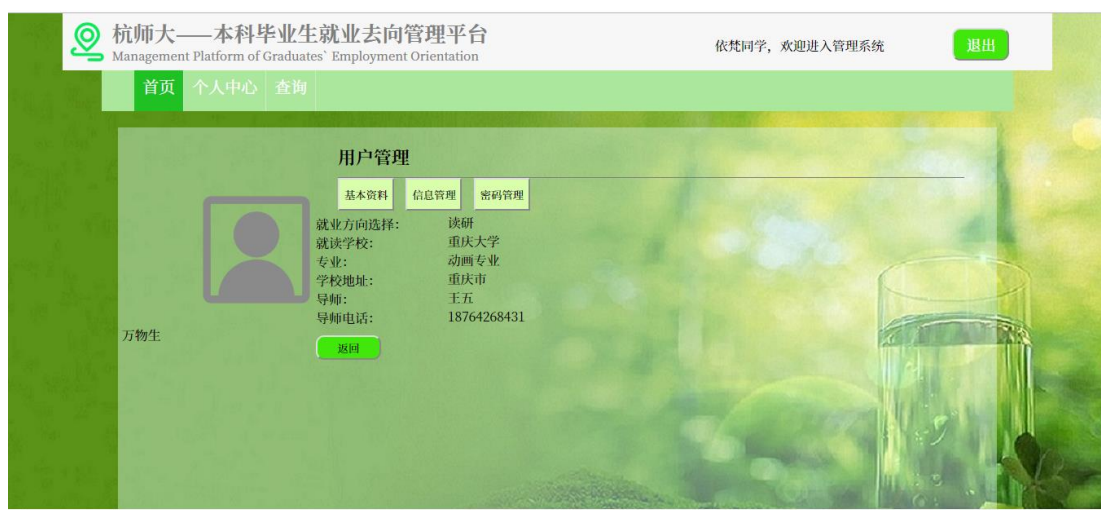 杭师大——本科毕业生就业去向管理平台
Management Platform of Graduates` Employment Orientation
依梵同学，欢迎进入管理系统
退出
首页 个人中心 查询
用户管理
基本资料 信息管理 密码管理
就业方向选择： 读研
就读学校： 重庆大学
专业： 动画专业
学校地址： 重庆市
导师： 王五
导师电话： 18764268431
万物生
返回